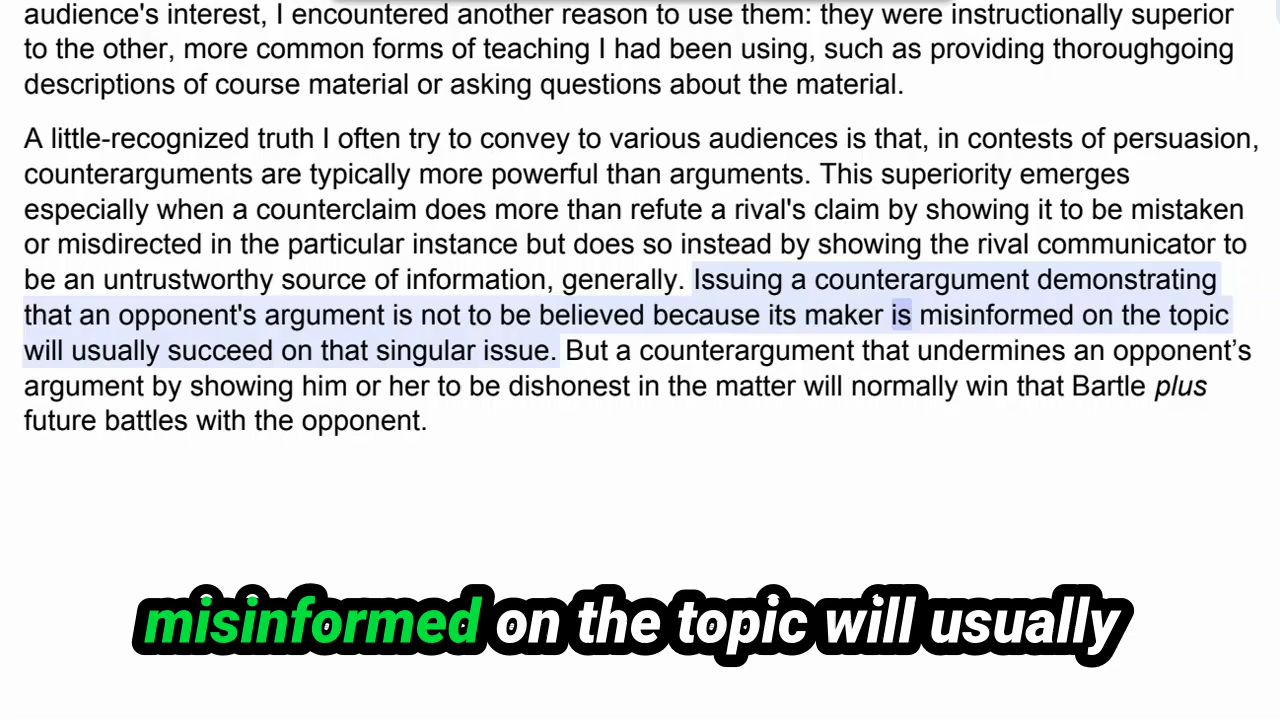 audience's interest, I encountered another reason to use them: they were instructionally superior
to the other, more common forms of teaching I had been using, such as providing thoroughgoing
descriptions of course material or asking questions about the material.
A little-recognized truth I often try to convey to various audiences is that, in contests of persuasion,
counterarguments are typically more powerful than arguments. This superiority emerges
especially when a counterclaim does more than refute a rival's claim by showing it to be mistaken
or misdirected in the particular instance but does so instead by showing the rival communicator to
be an untrustworthy source of information, generally. Issuing a counterargument demonstrating
that an opponent's argument is not to be believed because its maker is misinformed on the topic
will usually succeed on that singular issue. But a counterargument that undermines an opponent’s
argument by showing him or her to be dishonest in the matter will normally win that Bartle plus
future battles with the opponent.
misinformed on the topic will usually